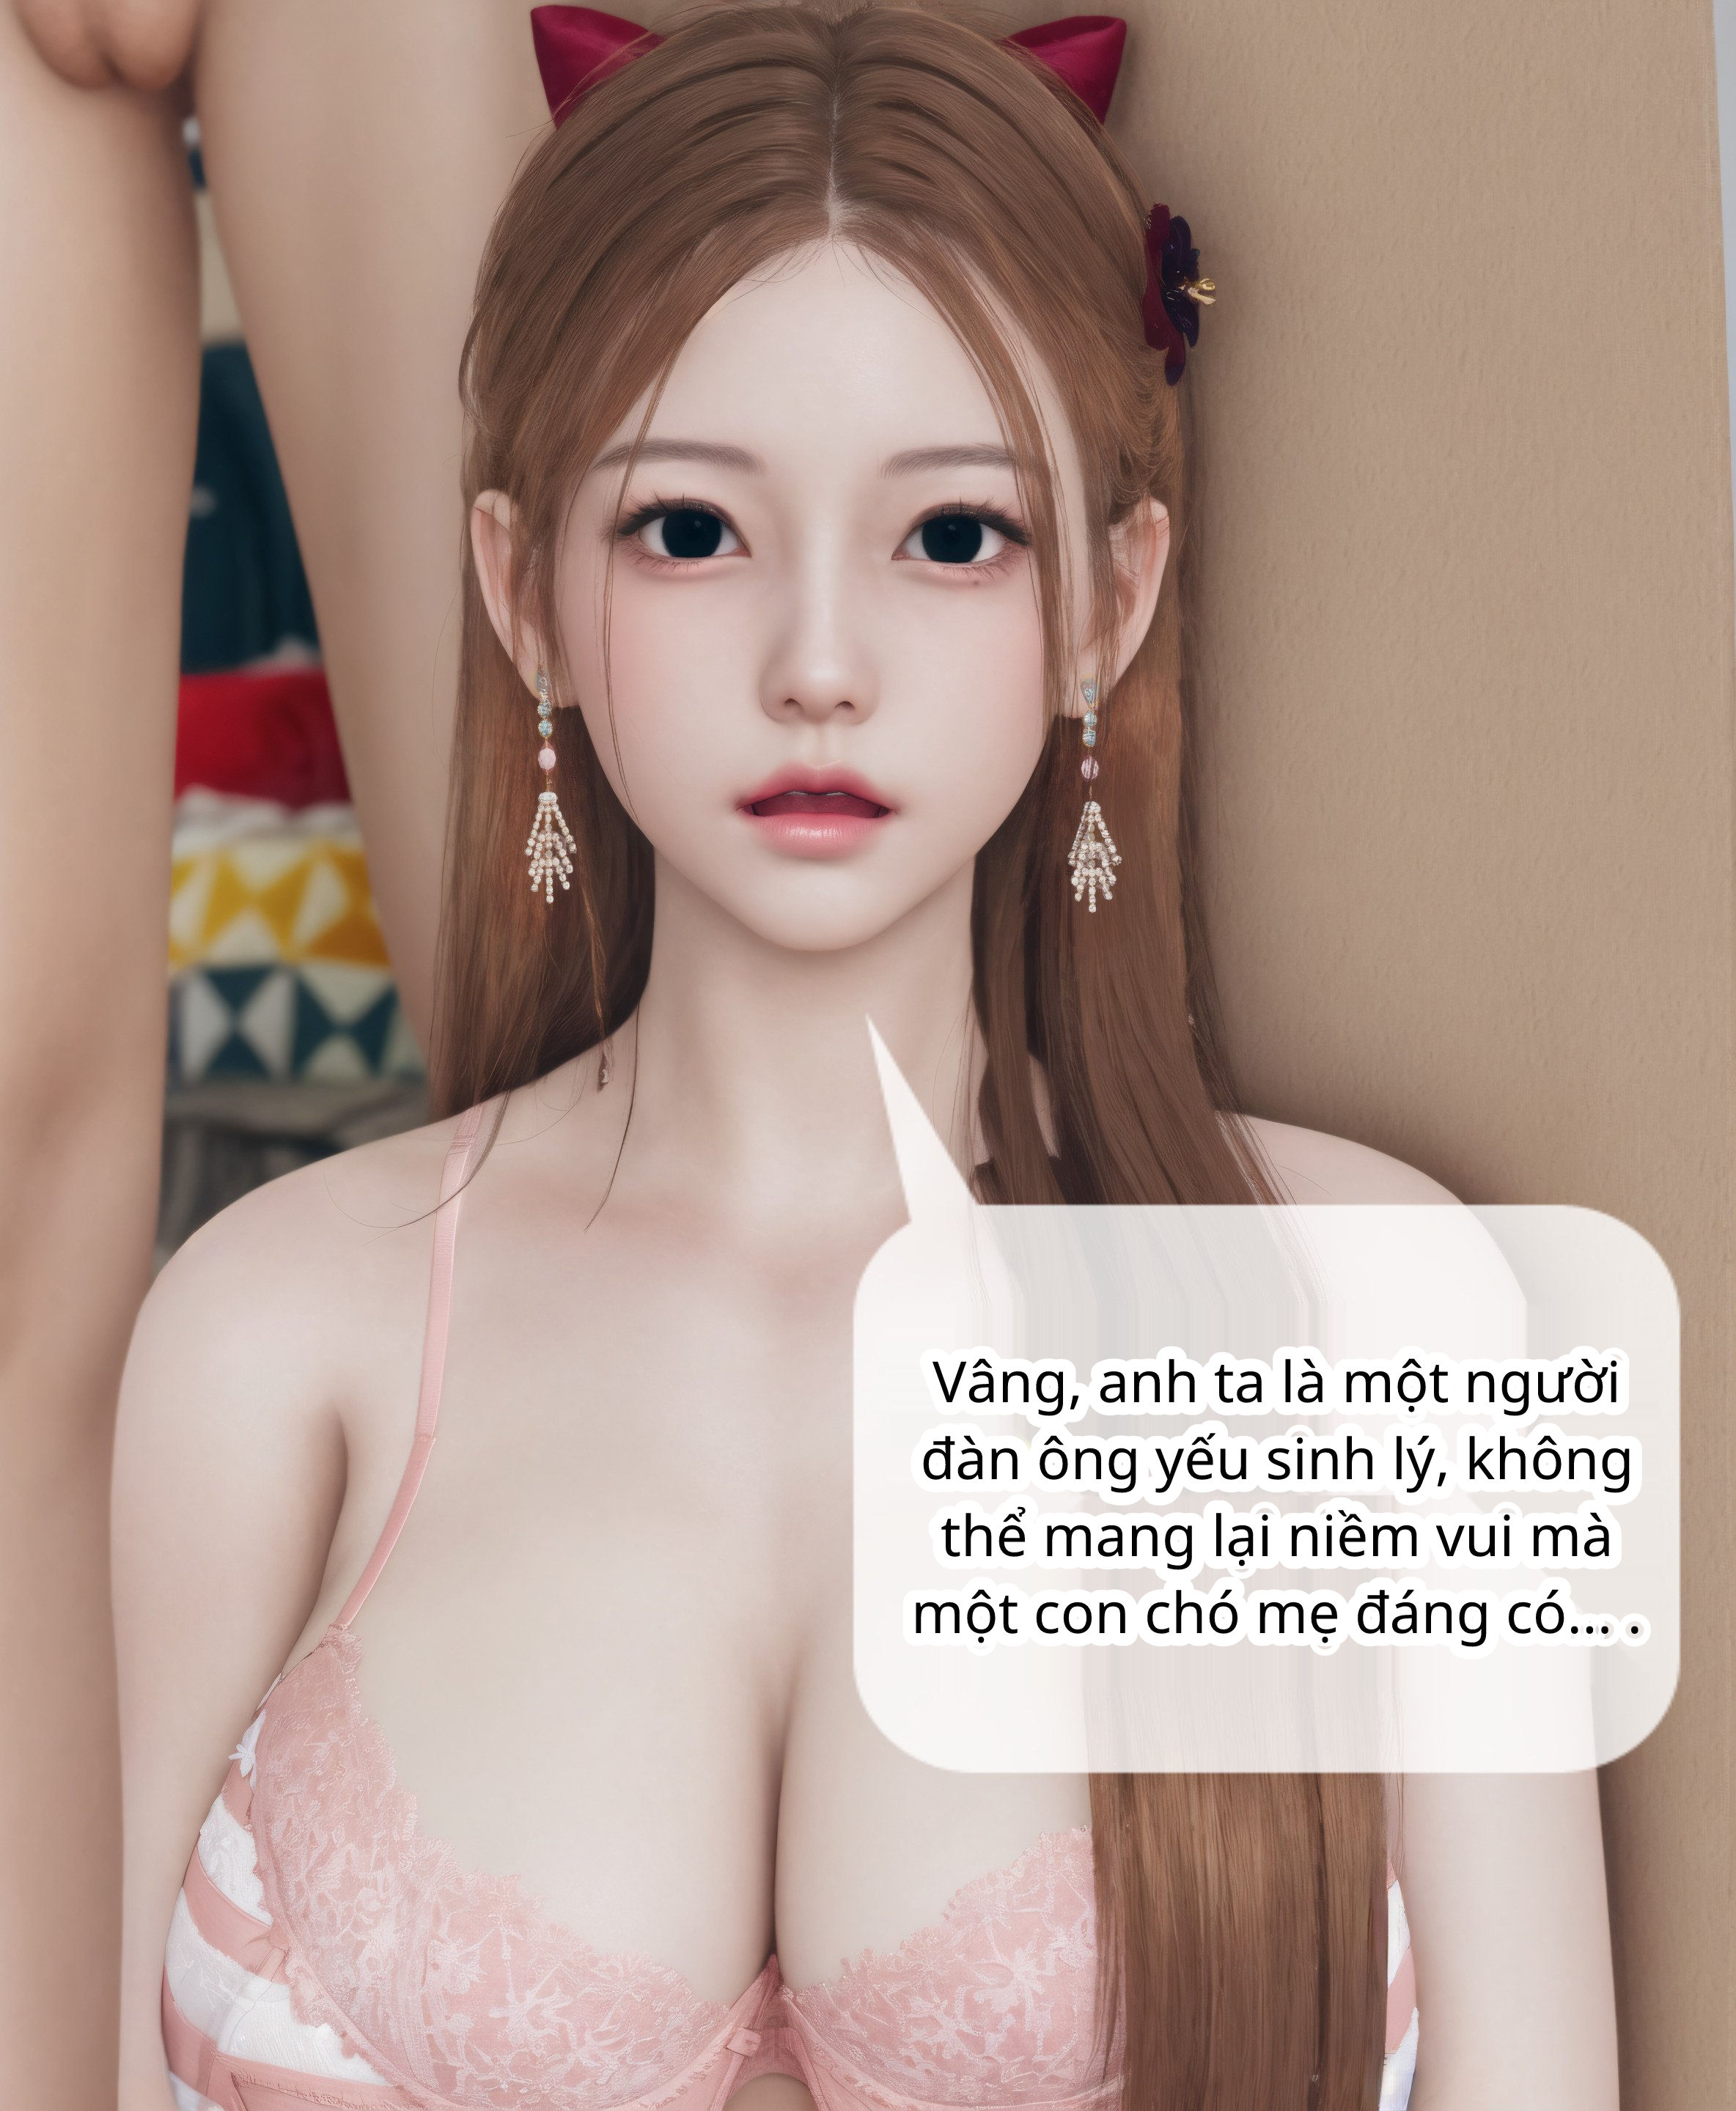 Vâng, anh ta là một người
đàn ông yếu sinh lý, không
thể mang lại niềm vui mà
một con chó mẹ đáng có... .